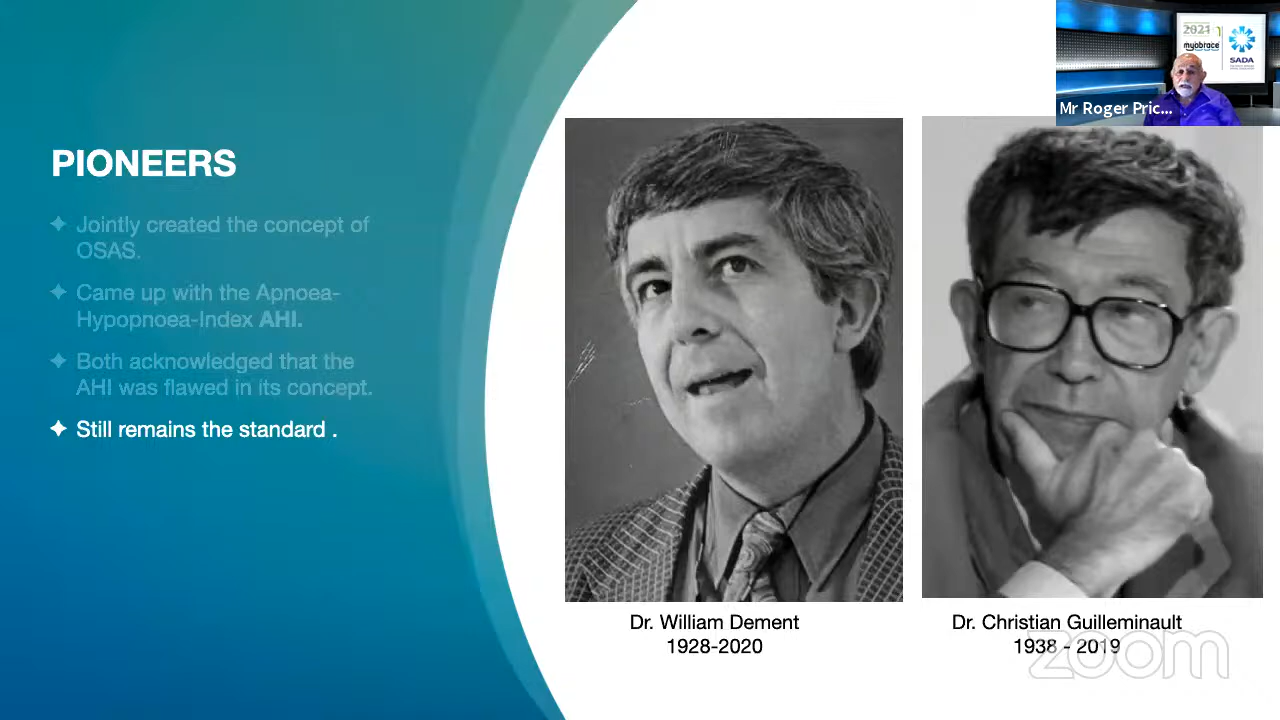 2021
myobrace
SADA
Mr Roger Pric...
PIONEERS
✦ Jointly created the concept of
OSAS.
✦ Came up with the Apnoea-
Hypopnoea-Index AHI.
✦ Both acknowledged that the
AHI was flawed in its concept.
✦ Still remains the standard .
Dr. William Dement
1928-2020
Dr. Christian Guilleminault
1938 - 2019
zoom